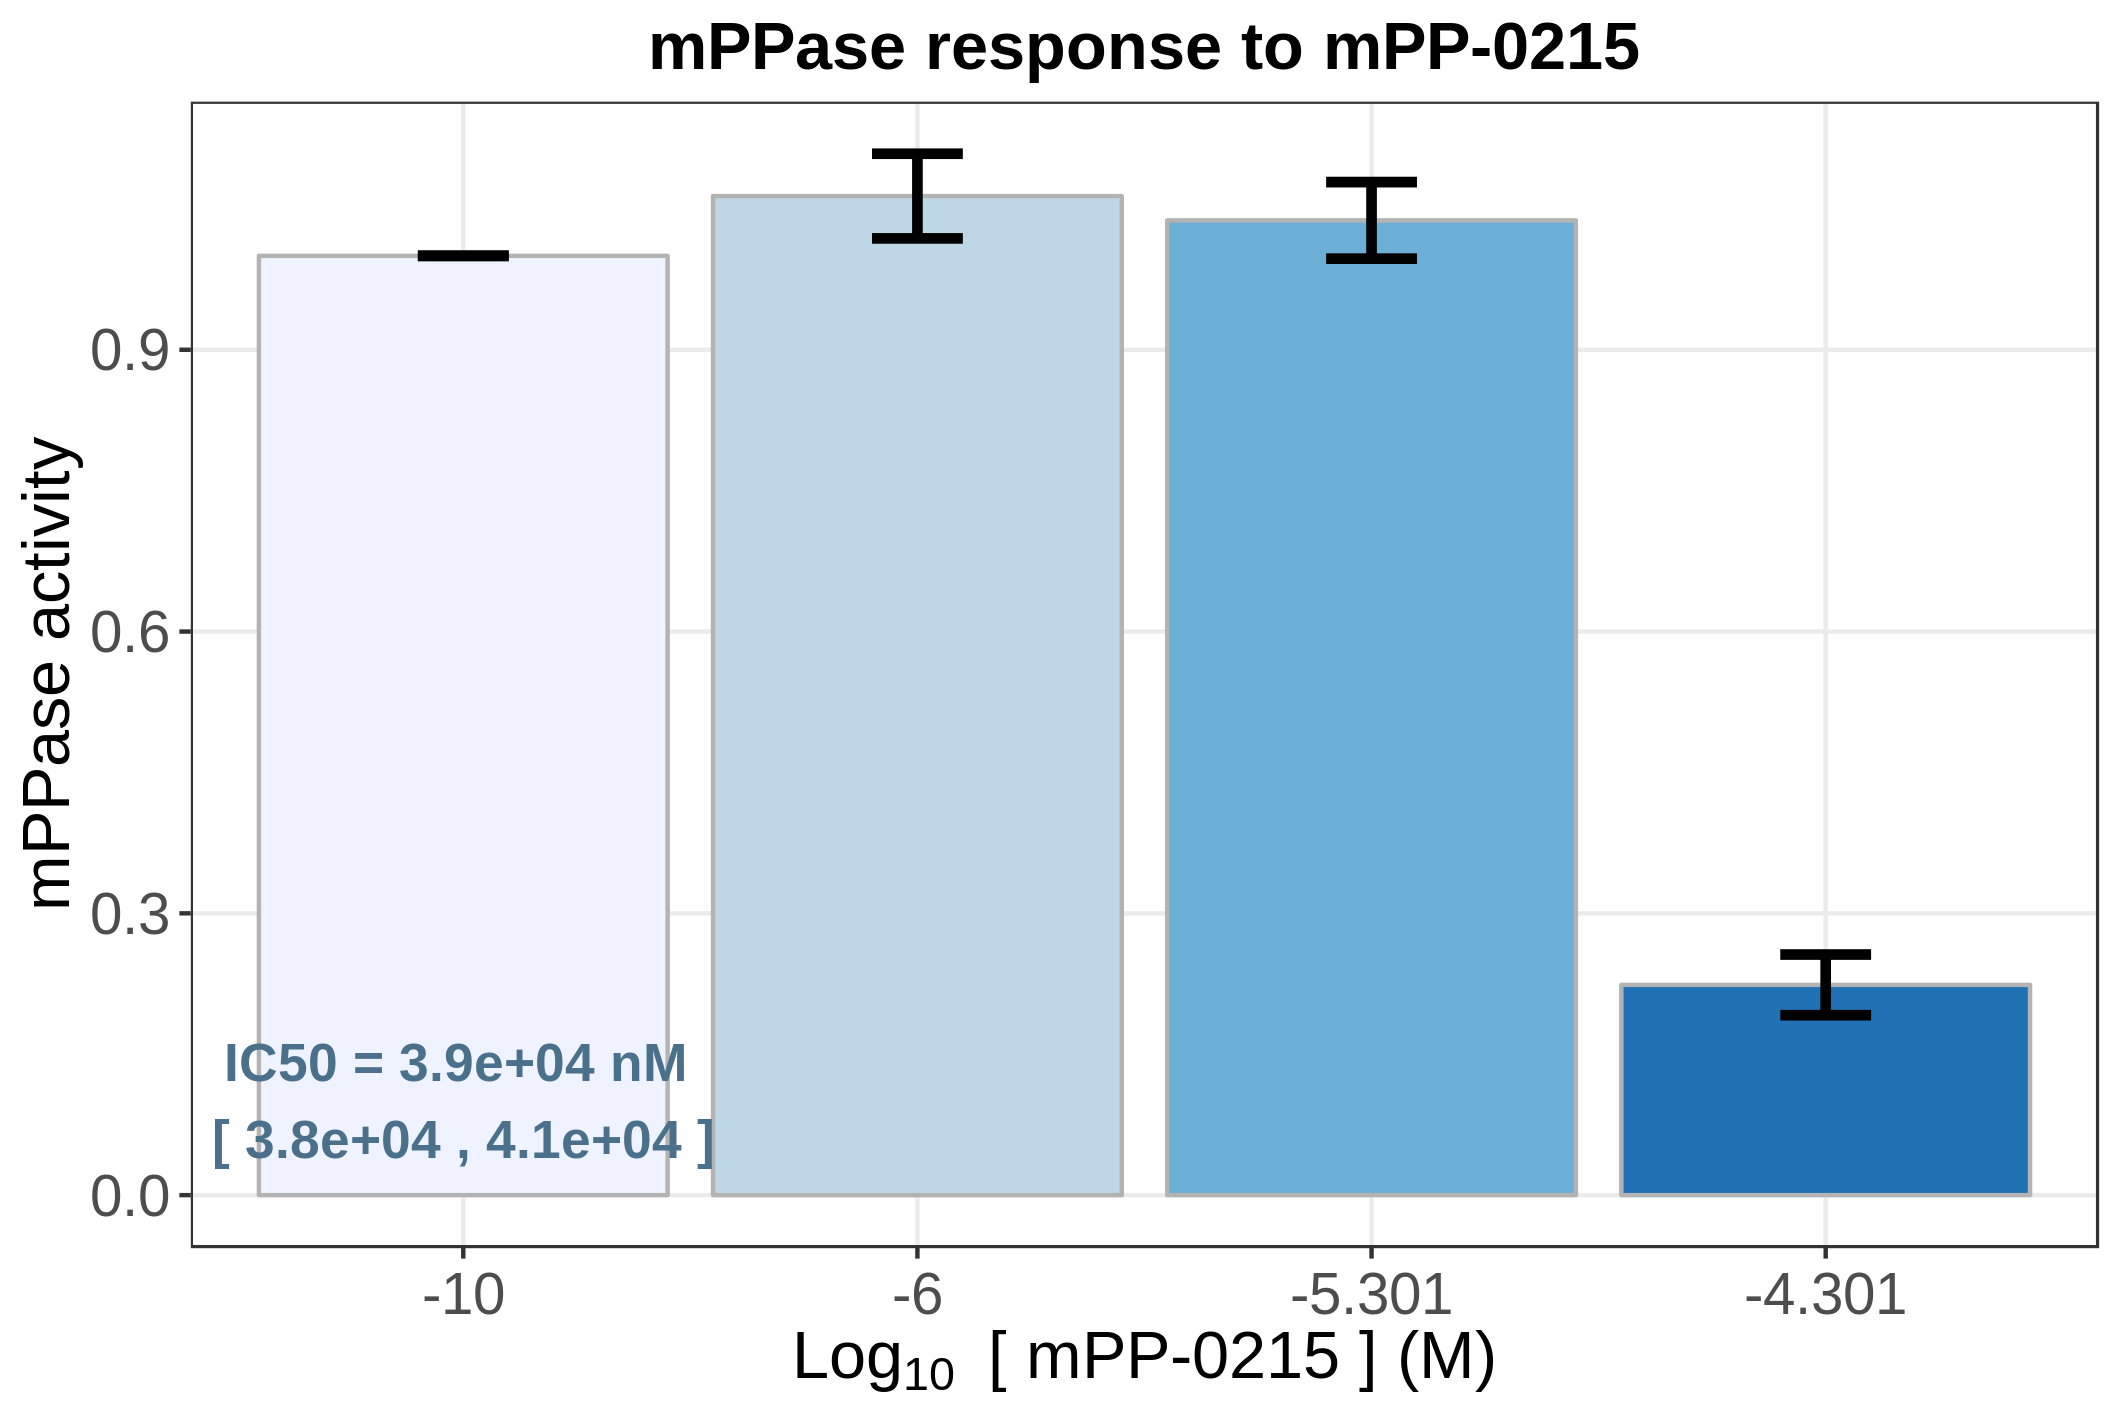 mPPase response to mPP-0215
mPPase activity
0.9
0.6
0.3
0.0
IC50 = 3.9e+04 nM
[ 3.8e+04 , 4.1e+04 ]
-10
-6
-5.301
-4.301
Log₁₀ [ mPP-0215 ] (M)